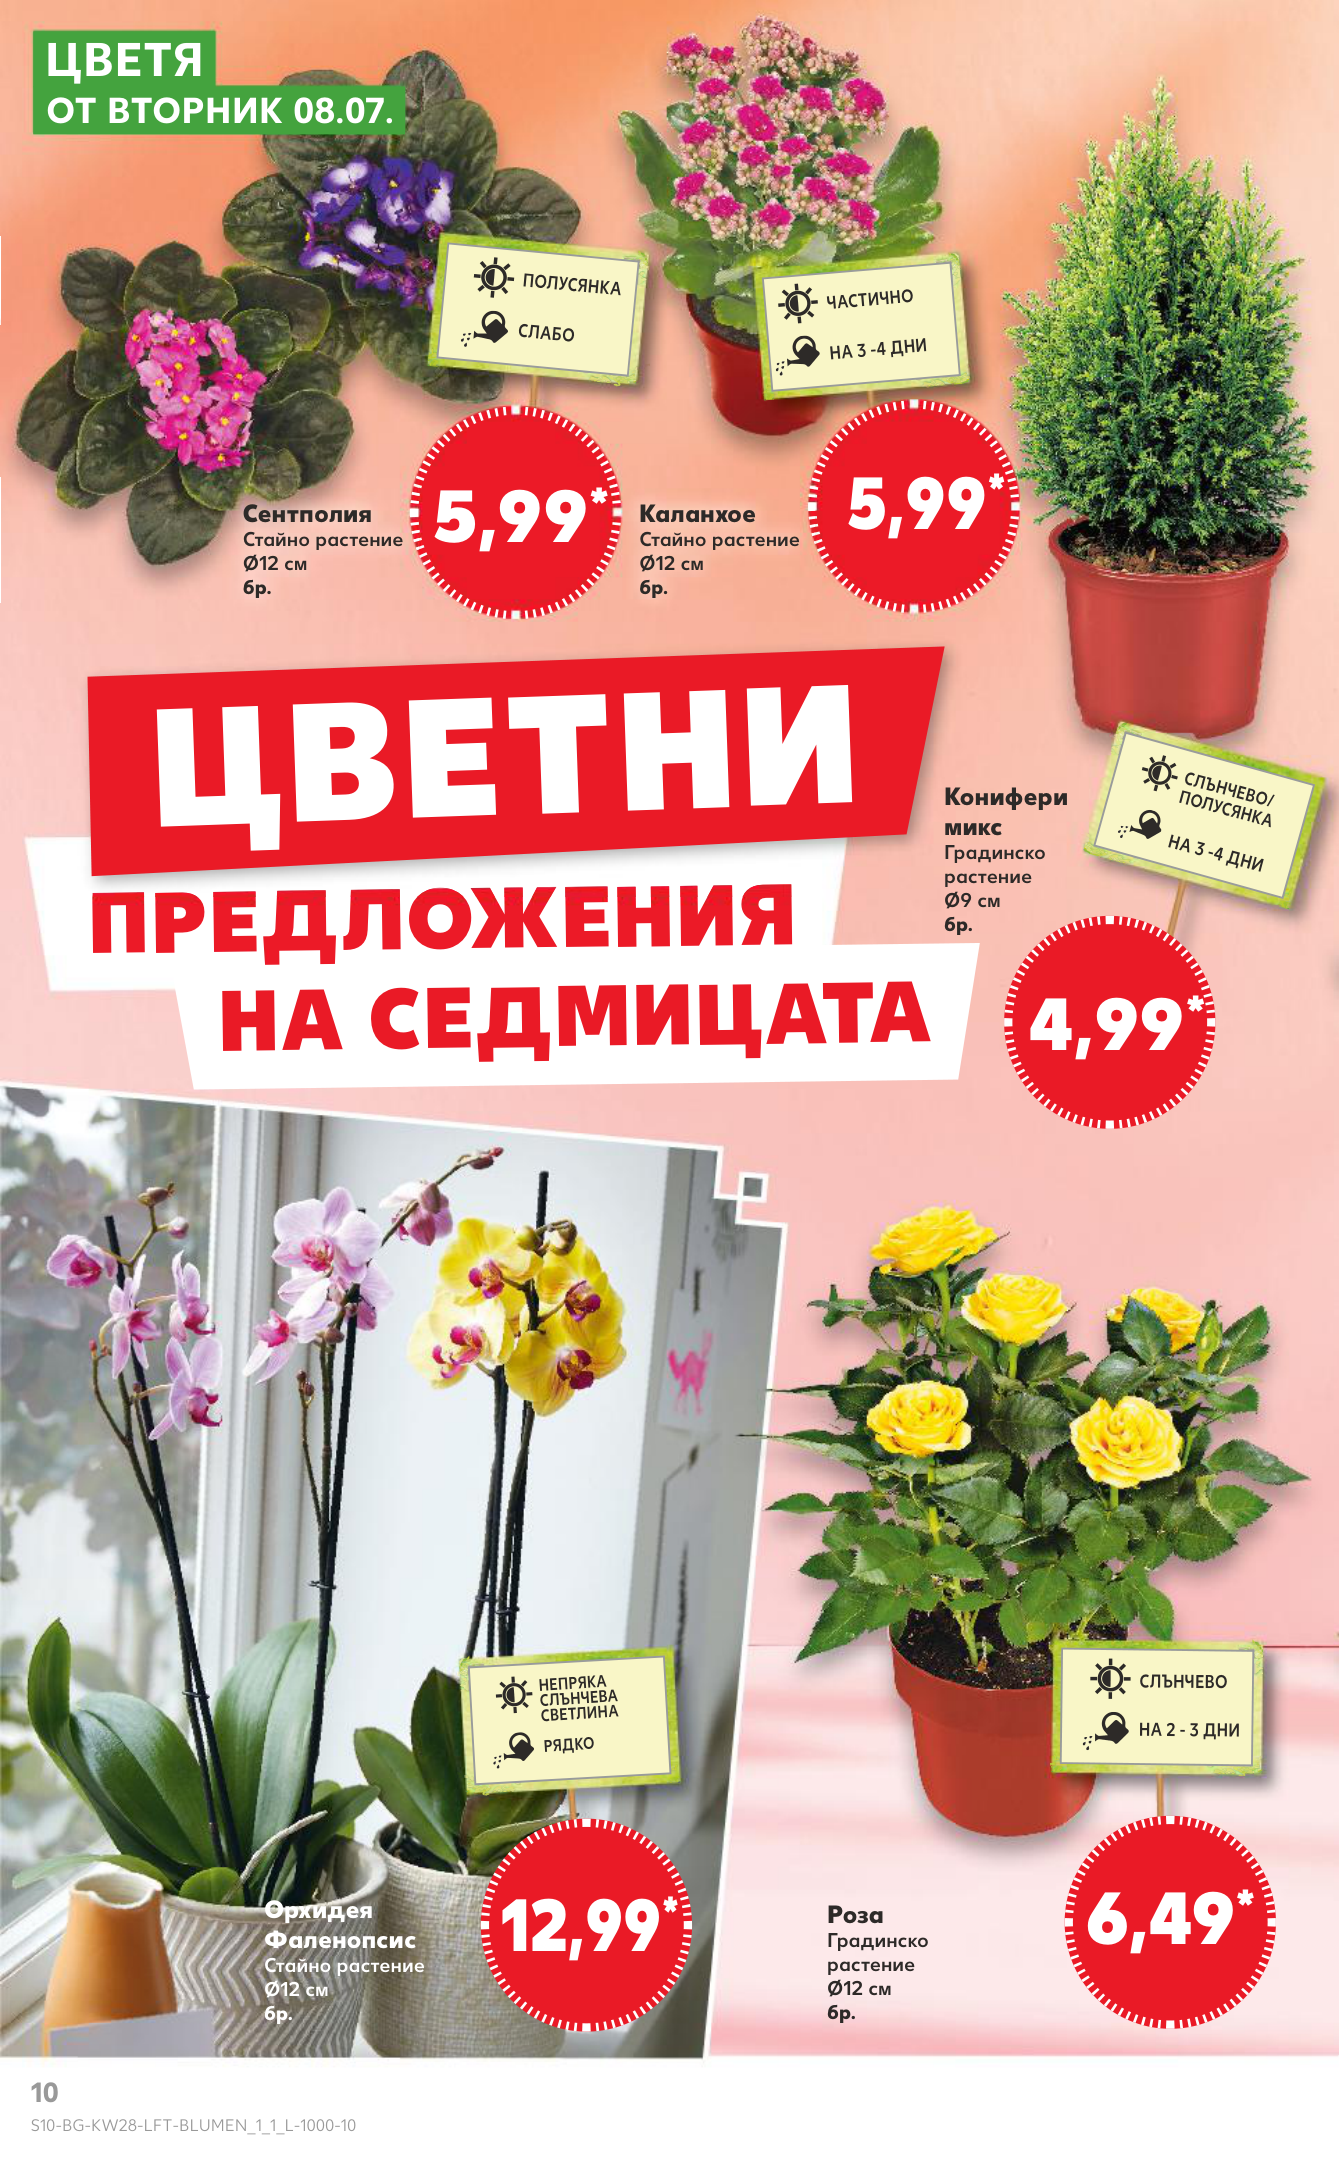 ЦВЕТЯ
ОТ ВТОРНИК 08.07.
ПОЛУСЯНКА
СЛАБО
ЧАСТИЧНО
НА 3 -4 ДНИ
Сентполия
Стайно растение
Ø12 см
бр.
5,99*
Каланхое
Стайно растение
Ø12 см
бр.
5,99*
ЦВЕТНИ
ПРЕДЛОЖЕНИЯ
НА СЕДМИЦАТА
Конифери
микс
Градинско
растение
Ø9 см
бр.
СЛЪНЧЕВО/
ПОЛУСЯНКА
НА 3 -4 ДНИ
4,99*
НЕПРЯКА
СЛЪНЧЕВА
СВЕТЛИНА
РЯДКО
Орхидея
Фаленопсис
Стайно растение
Ø12 см
бр.
12,99*
СЛЪНЧЕВО
НА 2 - 3 ДНИ
Роза
Градинско
растение
Ø12 см
бр.
6,49*
10
S10-BG-KW28-LFT-BLUMEN_1_1_L-1000-10